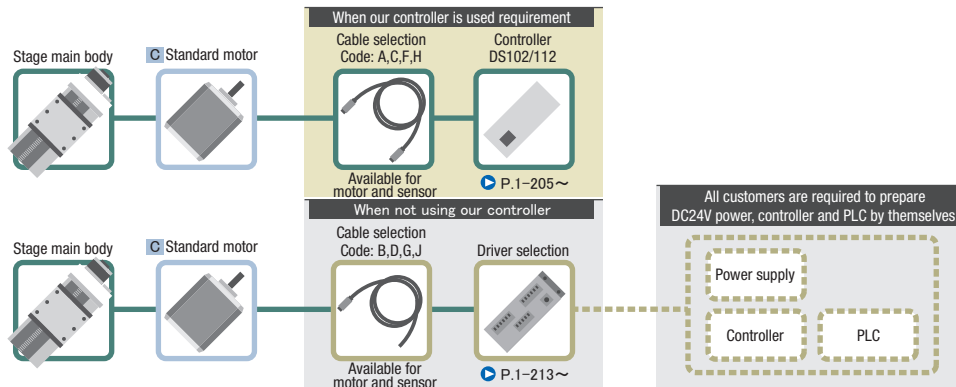 When our controller is used requirement
Stage main body
C Standard motor
Cable selection
Code: A,C,F,H
Controller
DS102/112
Available for
motor and sensor
P.1-205～
When not using our controller
Stage main body
C Standard motor
Cable selection
Code: B,D,G,J
Driver selection
Available for
motor and sensor
P.1-213～
All customers are required to prepare
DC24V power, controller and PLC by themselves
Power supply
Controller
PLC